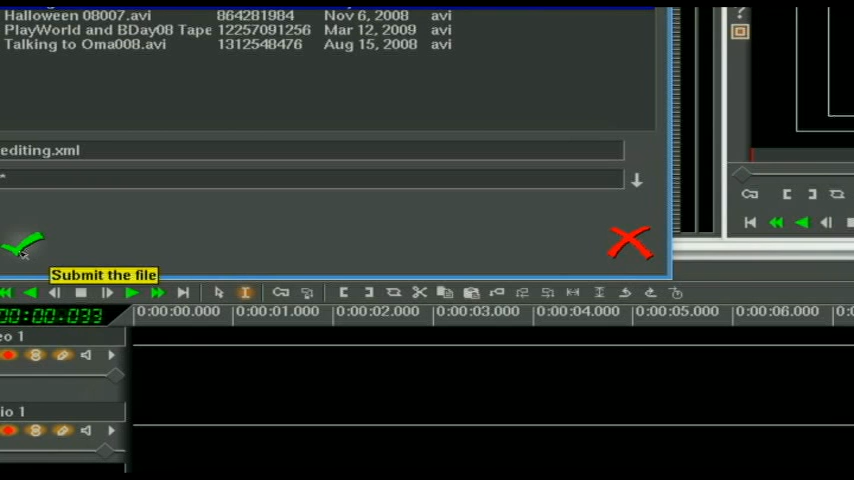 Halloween 08007.avi 864281984 Nov 6, 2008 avi
PlayWorld and BDay08 Tape 12257091256 Mar 12, 2009 avi
Talking to Oma008.avi 1312548476 Aug 15, 2008 avi
editing.xml
*
Submit the file
00:00.033
0:00:00.000 0:00:01.000 0:00:02.000 0:00:03.000 0:00:04.000 0:00:05.000 0:00:06.000 0:0
eo 1
io 1